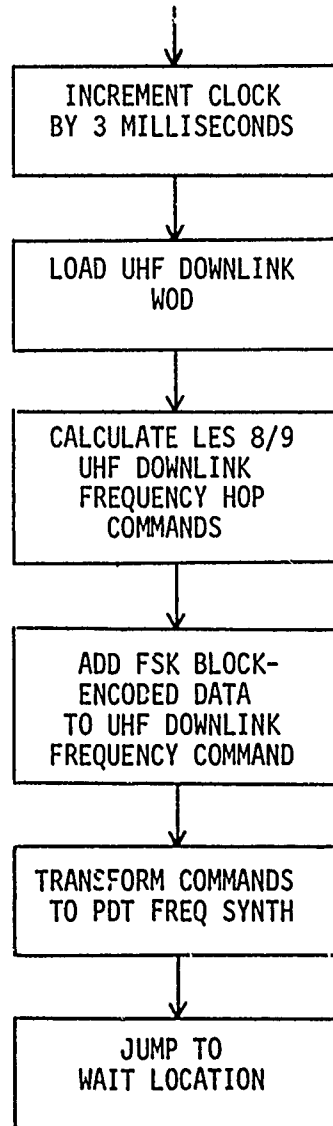 INCREMENT CLOCK
BY 3 MILLISECONDS
LOAD UHF DOWNLINK
WOD
CALCULATE LES 8/9
UHF DOWNLINK
FREQUENCY HOP
COMMANDS
ADD FSK BLOCK-
ENCODED DATA
TO UHF DOWNLINK
FREQUENCY COMMAND
TRANSFORM COMMANDS
TO PDT FREQ SYNTH
JUMP TO
WAIT LOCATION